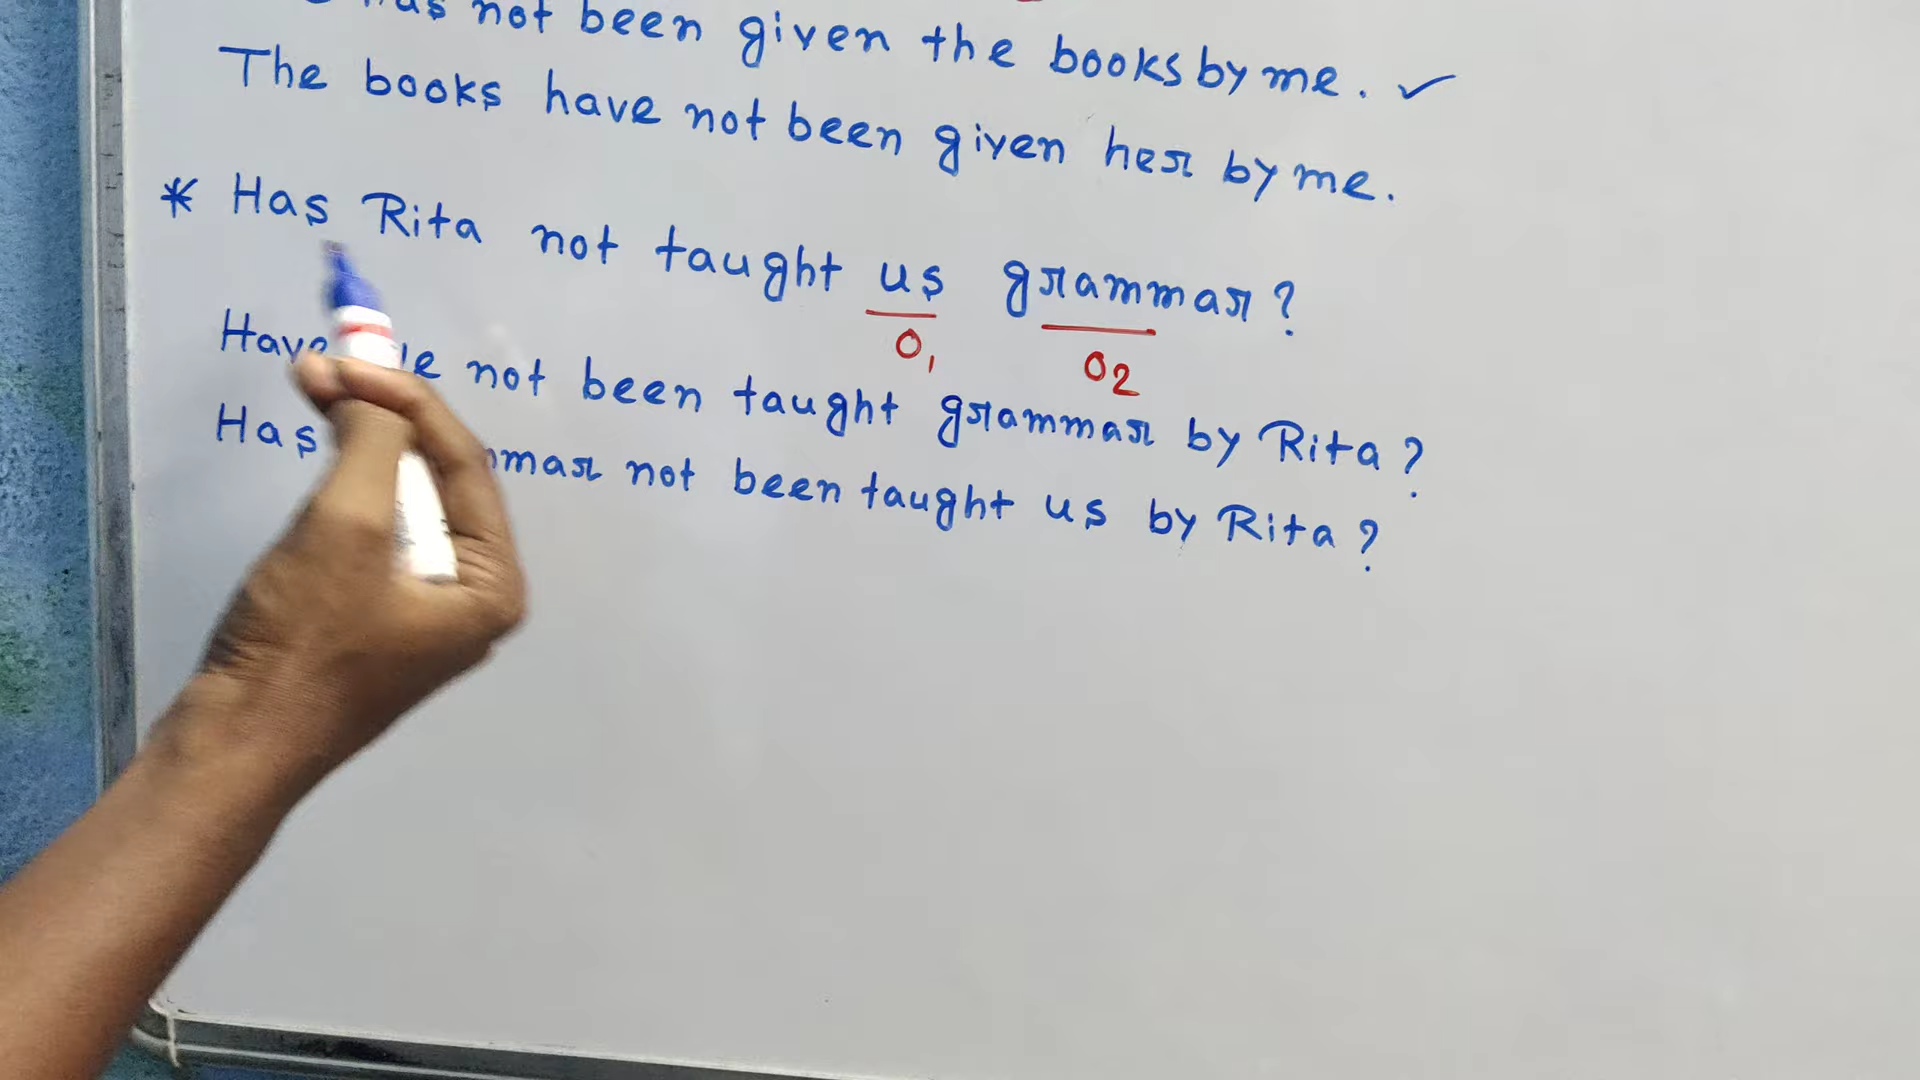 not been given the books by me. ✓
The books have not been given her by me.
* Has Rita not taught us grammar?
O1 O2
Have not been taught grammar by Rita?
Has not been taught us by Rita?